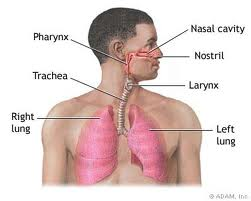 Nasal cavity
Pharynx
Nostril
Trachea
Larynx
Right
lung
Left
lung
© ADAM, Inc.